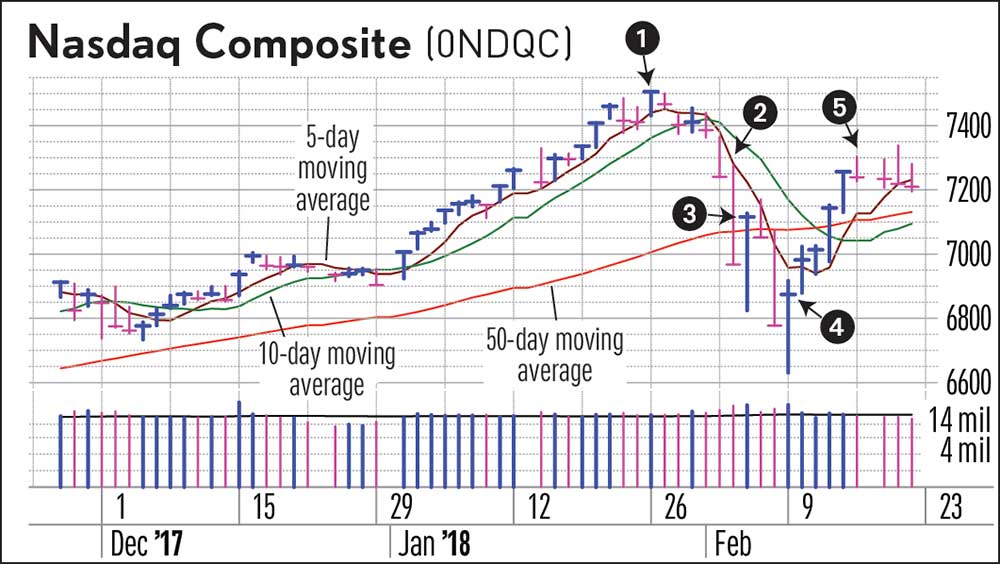 Nasdaq Composite (0NDQC)
1
2
5
5-day
moving
average
3
4
10-day moving
average
50-day moving
average
7400
7200
7000
6800
6600
14 mil
4 mil
1 15 29 12 26 9 23
Dec ’17 Jan ’18 Feb